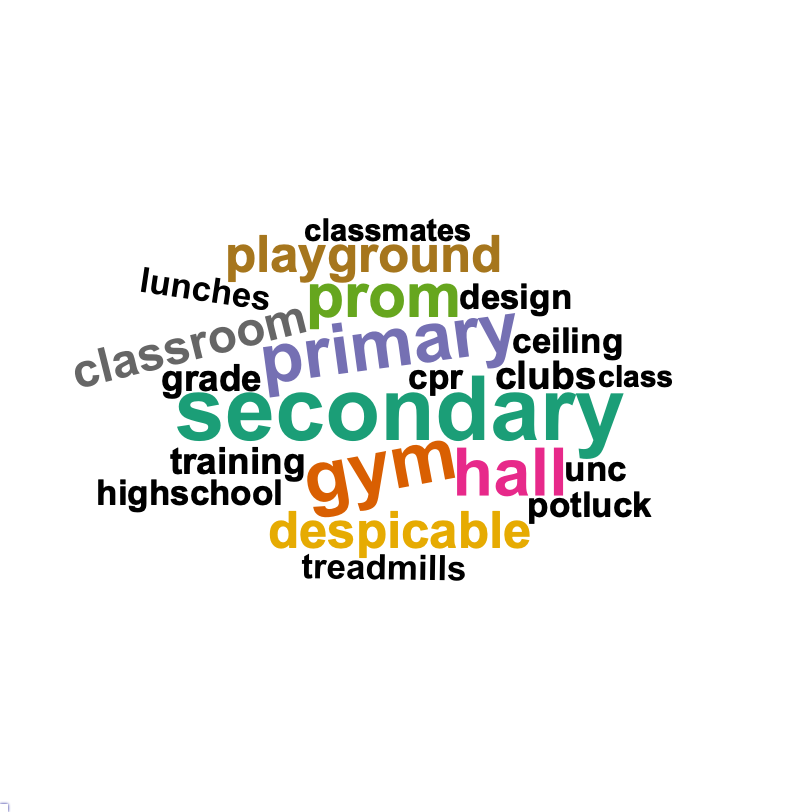 classmates
playground
lunches
prom design
classroom primary ceiling
grade cpr clubs class
secondary
training gym hall unc
highschool potluck
despicable
treadmills